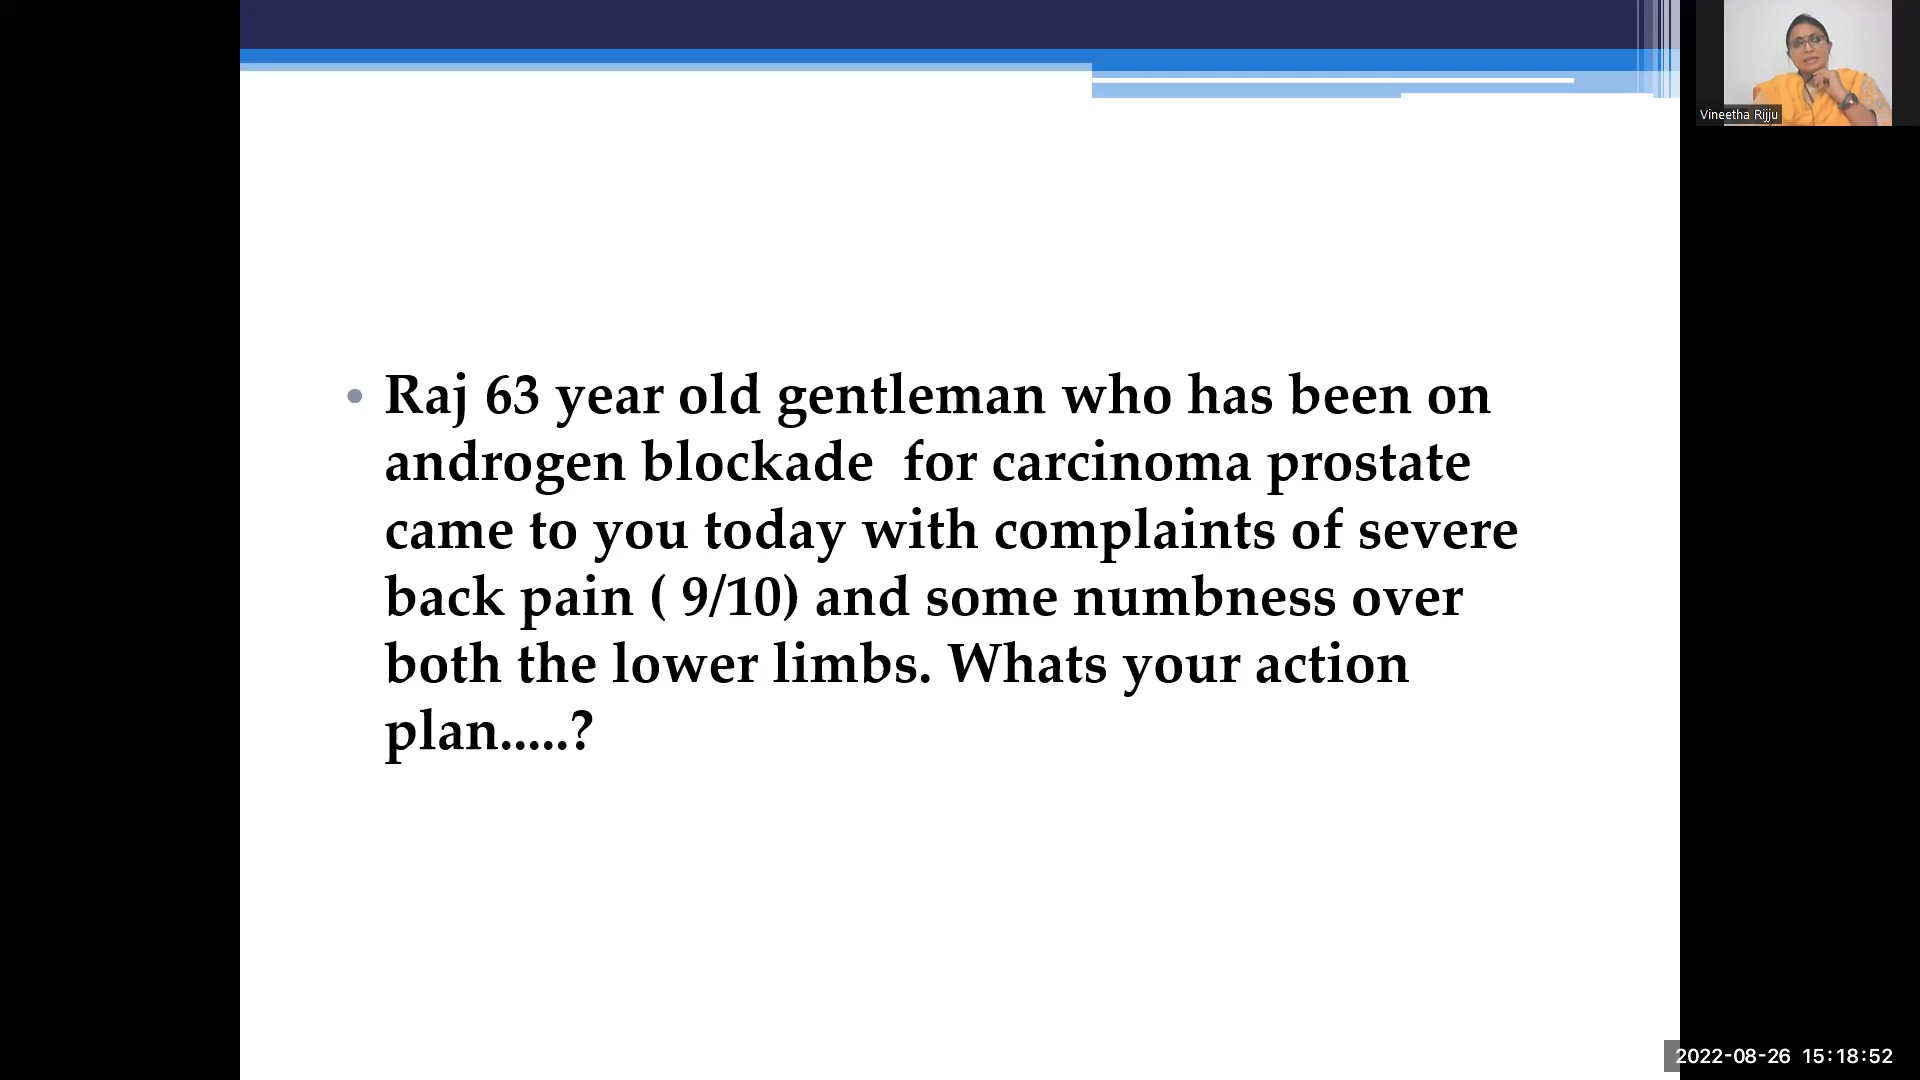 Vineetha Rijju
• Raj 63 year old gentleman who has been on
androgen blockade  for carcinoma prostate
came to you today with complaints of severe
back pain ( 9/10) and some numbness over
both the lower limbs. Whats your action
plan.....?
2022-08-26 15:18:52